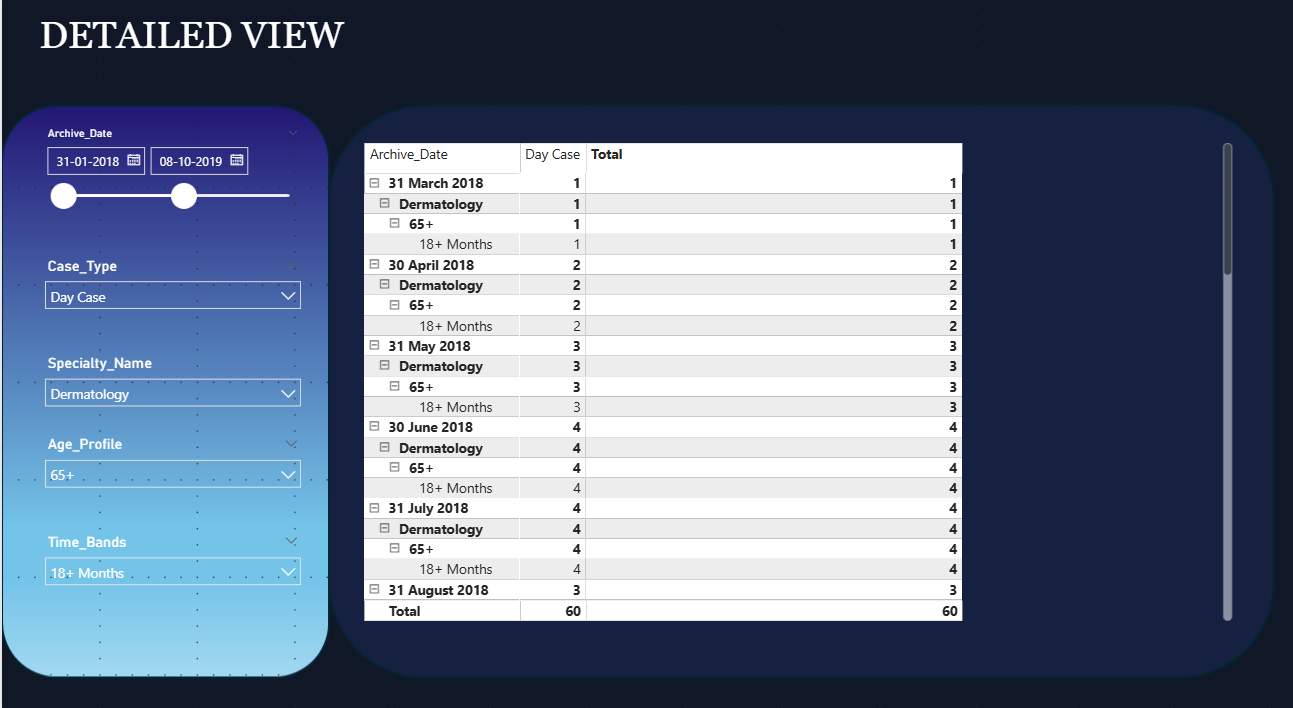 DETAILED VIEW
Archive_Date
31-01-2018 08-10-2019
Case_Type
Day Case
Specialty_Name
Dermatology
Age_Profile
65+
Time_Bands
18+ Months
Archive_Date Day Case Total
31 March 2018 1 1
Dermatology 1 1
65+ 1 1
18+ Months 1 1
30 April 2018 2 2
Dermatology 2 2
65+ 2 2
18+ Months 2 2
31 May 2018 3 3
Dermatology 3 3
65+ 3 3
18+ Months 3 3
30 June 2018 4 4
Dermatology 4 4
65+ 4 4
18+ Months 4 4
31 July 2018 4 4
Dermatology 4 4
65+ 4 4
18+ Months 4 4
31 August 2018 3 3
Total 60 60